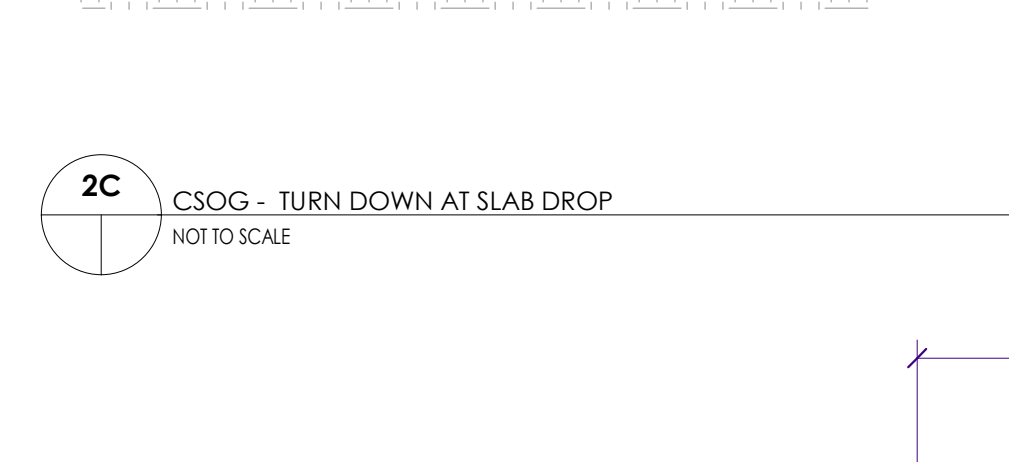 2C
CSOG - TURN DOWN AT SLAB DROP
NOT TO SCALE